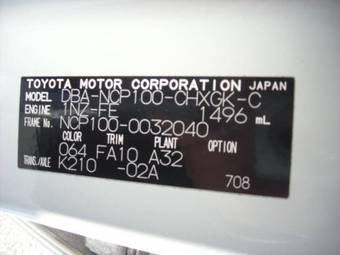 TOYOTA MOTOR CORPORATION JAPAN
MODEL DBA-NCP100-CHXGK-C
ENGINE 1NZ-FE 1496 mL
FRAME No. NCP100-0032040
COLOR TRIM PLANT OPTION
064 FA10 A32
TRANS./AXLE K210 -02A
708